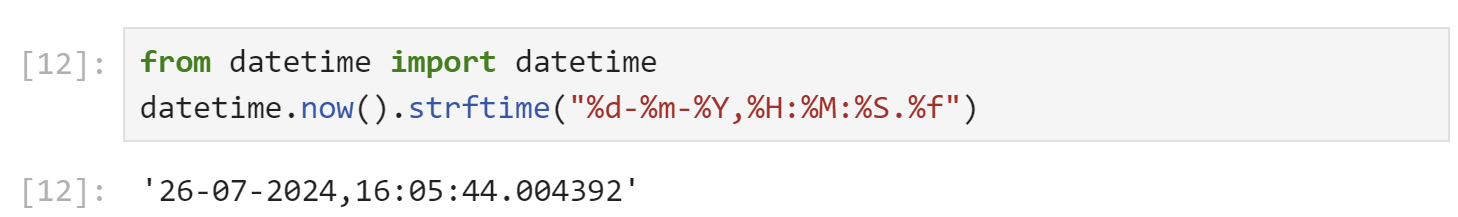 [12]: from datetime import datetime
datetime.now().strftime("%d-%m-%Y,%H:%M:%S.%f")
[12]: '26-07-2024,16:05:44.004392'